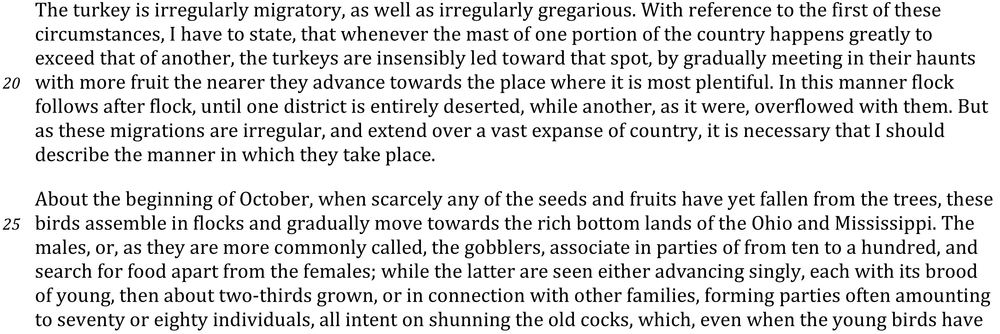 The turkey is irregularly migratory, as well as irregularly gregarious. With reference to the first of these
circumstances, I have to state, that whenever the mast of one portion of the country happens greatly to
exceed that of another, the turkeys are insensibly led toward that spot, by gradually meeting in their haunts
20 with more fruit the nearer they advance towards the place where it is most plentiful. In this manner flock
follows after flock, until one district is entirely deserted, while another, as it were, overflowed with them. But
as these migrations are irregular, and extend over a vast expanse of country, it is necessary that I should
describe the manner in which they take place.
About the beginning of October, when scarcely any of the seeds and fruits have yet fallen from the trees, these
25 birds assemble in flocks and gradually move towards the rich bottom lands of the Ohio and Mississippi. The
males, or, as they are more commonly called, the gobblers, associate in parties of from ten to a hundred, and
search for food apart from the females; while the latter are seen either advancing singly, each with its brood
of young, then about two-thirds grown, or in connection with other families, forming parties often amounting
to seventy or eighty individuals, all intent on shunning the old cocks, which, even when the young birds have